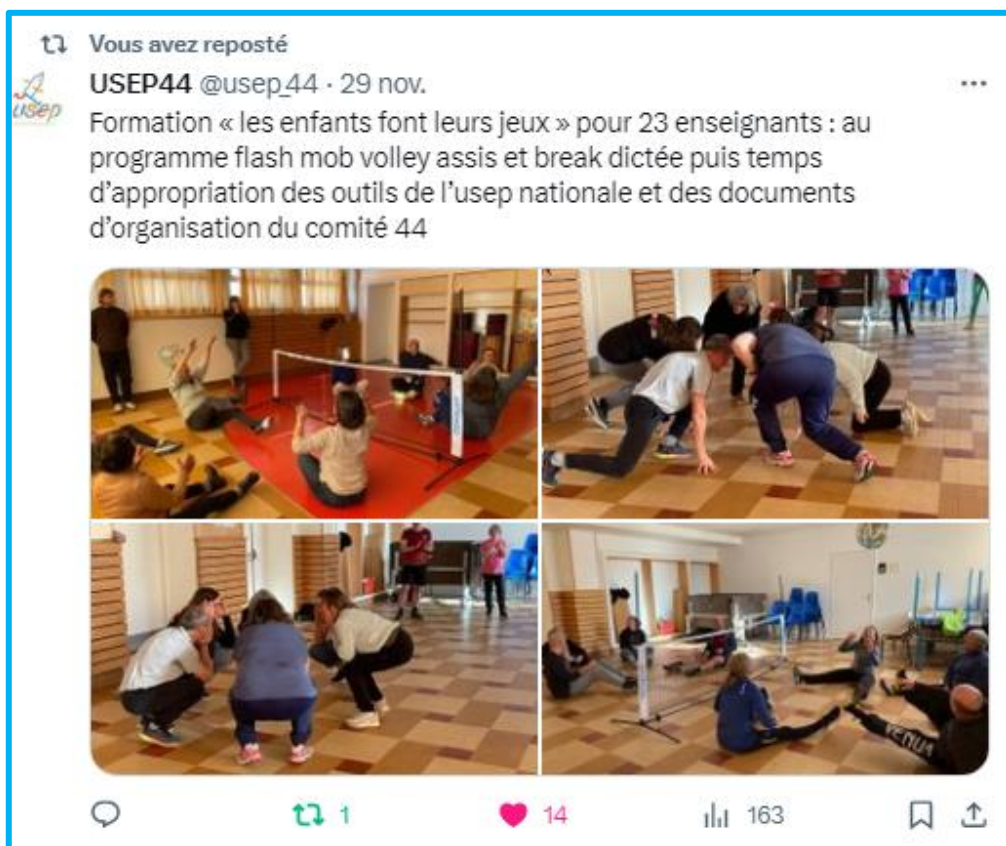 Vous avez reposté
usep
USEP44 @usep_44 · 29 nov.
Formation « les enfants font leurs jeux » pour 23 enseignants : au
programme flash mob volley assis et break dictée puis temps
d'appropriation des outils de l'usep nationale et des documents
d'organisation du comité 44
VENUM
1
14
163